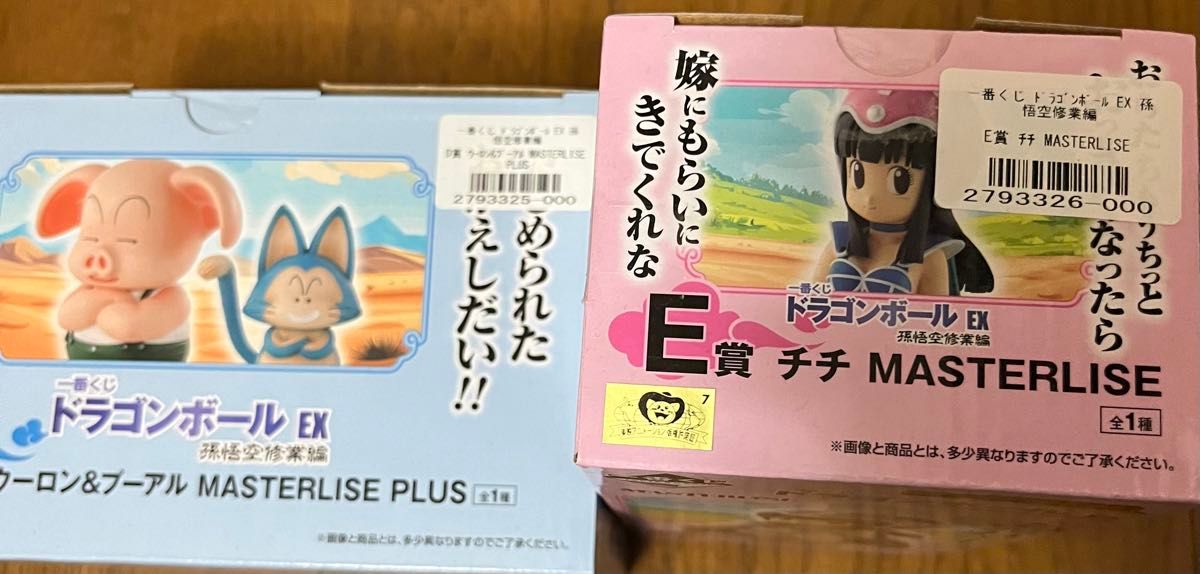 一番くじ ドラゴンボール EX 孫
悟空修業編
D賞 ウーロン&プーアル MASTERLISE
PLUS
2793325-000
められた
えしだい!!
一番くじ
ドラゴンボール EX
孫悟空修業編
ウーロン&プーアル MASTERLISE PLUS 全1種
※画像と商品とは、多少異なりますのでご了承ください。
お
うちっと
なったら
嫁にもらいに
きでくれな
一番くじ ドラゴンボール EX 孫
悟空修業編
E賞 チチ MASTERLISE
2793326-000
一番くじ
ドラゴンボール EX
孫悟空修業編
E賞 チチ MASTERLISE
全1種
7
※画像と商品とは、多少異なりますのでご了承ください。